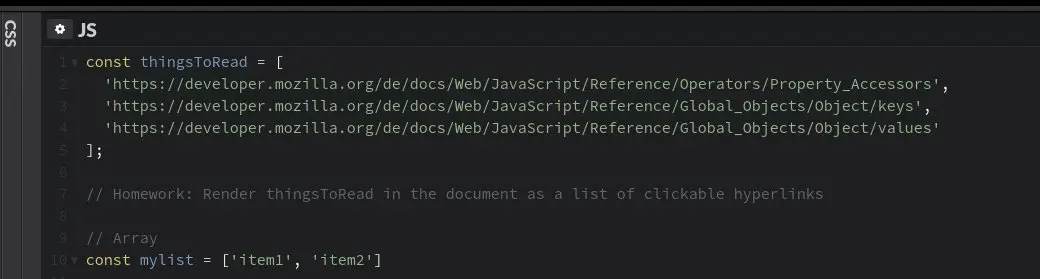 CSS
JS
1 const thingsToRead = [
2 'https://developer.mozilla.org/de/docs/Web/JavaScript/Reference/Operators/Property_Accessors',
3 'https://developer.mozilla.org/de/docs/Web/JavaScript/Reference/Global_Objects/Object/keys',
4 'https://developer.mozilla.org/de/docs/Web/JavaScript/Reference/Global_Objects/Object/values'
5 ];
6
7 // Homework: Render thingsToRead in the document as a list of clickable hyperlinks
8
9 // Array
10 const mylist = ['item1', 'item2']